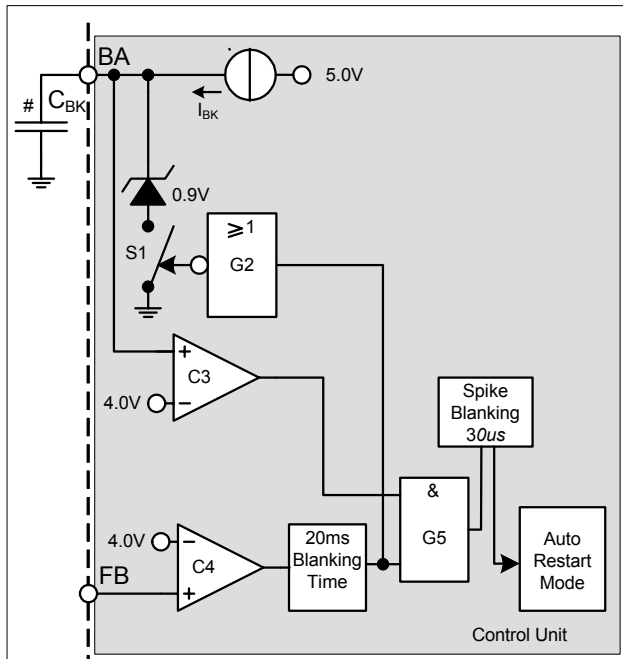 BA
5.0V
# C_BK
I_BK
0.9V
S1
≥1
G2
C3
4.0V
Spike
Blanking
30us
&
G5
4.0V
C4
20ms
Blanking
Time
Auto
Restart
Mode
FB
Control Unit